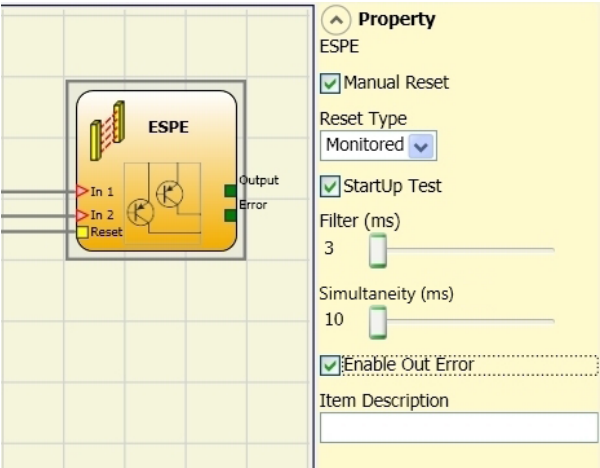 ESPE
In 1
In 2
Reset
Output
Error
Property
ESPE
Manual Reset
Reset Type
Monitored
StartUp Test
Filter (ms)
3
Simultaneity (ms)
10
Enable Out Error
Item Description